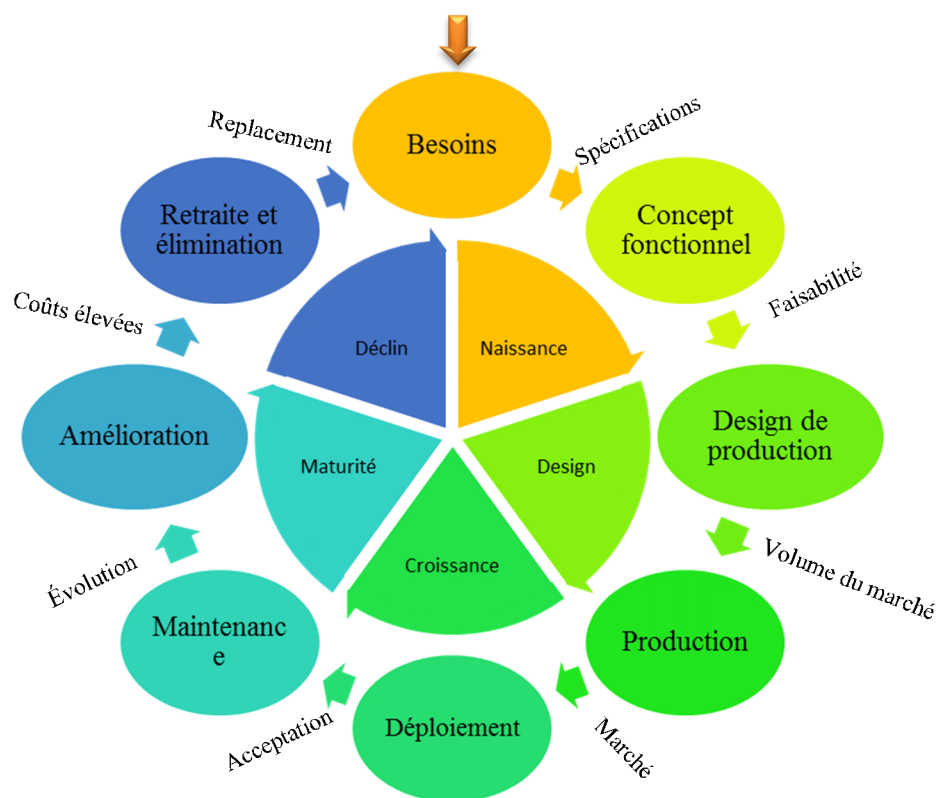 Besoins
Spécifications
Concept
fonctionnel
Faisabilité
Design de
production
Volume du marché
Production
Marché
Déploiement
Acceptation
Maintenanc
e
Évolution
Amélioration
Coûts élevées
Retraite et
élimination
Replacement
Naissance
Design
Croissance
Maturité
Déclin